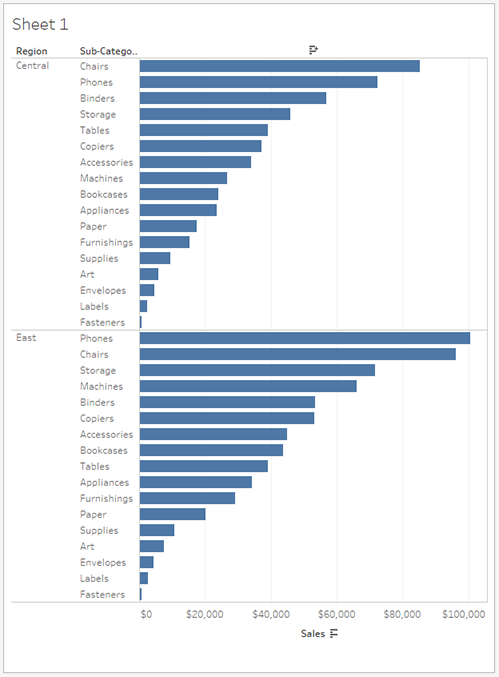 Sheet 1
Region Sub-Catego..
Central Chairs
Phones
Binders
Storage
Tables
Copiers
Accessories
Machines
Bookcases
Appliances
Paper
Furnishings
Supplies
Art
Envelopes
Labels
Fasteners
East Phones
Chairs
Storage
Machines
Binders
Copiers
Accessories
Bookcases
Tables
Appliances
Furnishings
Paper
Supplies
Art
Envelopes
Labels
Fasteners
$0 $20,000 $40,000 $60,000 $80,000 $100,000
Sales